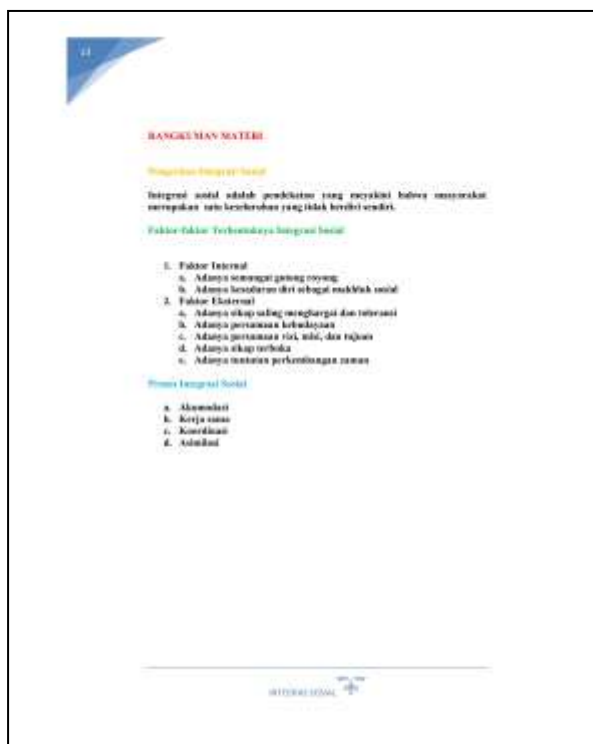 RANGKUMAN MATERI
Pengertian Integrasi Sosial
Integrasi sosial adalah pendekatan yang meyakini bahwa masyarakat
merupakan satu keseluruhan yang tidak berdiri sendiri.
Faktor-faktor Terbentuknya Integrasi Sosial
1. Faktor Internal
a. Adanya semangat gotong royong
b. Adanya kesadaran diri sebagai makhluk sosial
2. Faktor Eksternal
a. Adanya sikap saling menghargai dan toleransi
b. Adanya persamaan kebudayaan
c. Adanya persamaan visi, misi, dan tujuan
d. Adanya sikap terbuka
e. Adanya tuntutan perkembangan zaman
Proses Integrasi Sosial
a. Akomodasi
b. Kerja sama
c. Koordinasi
d. Asimilasi
INTEGRASI SOSIAL